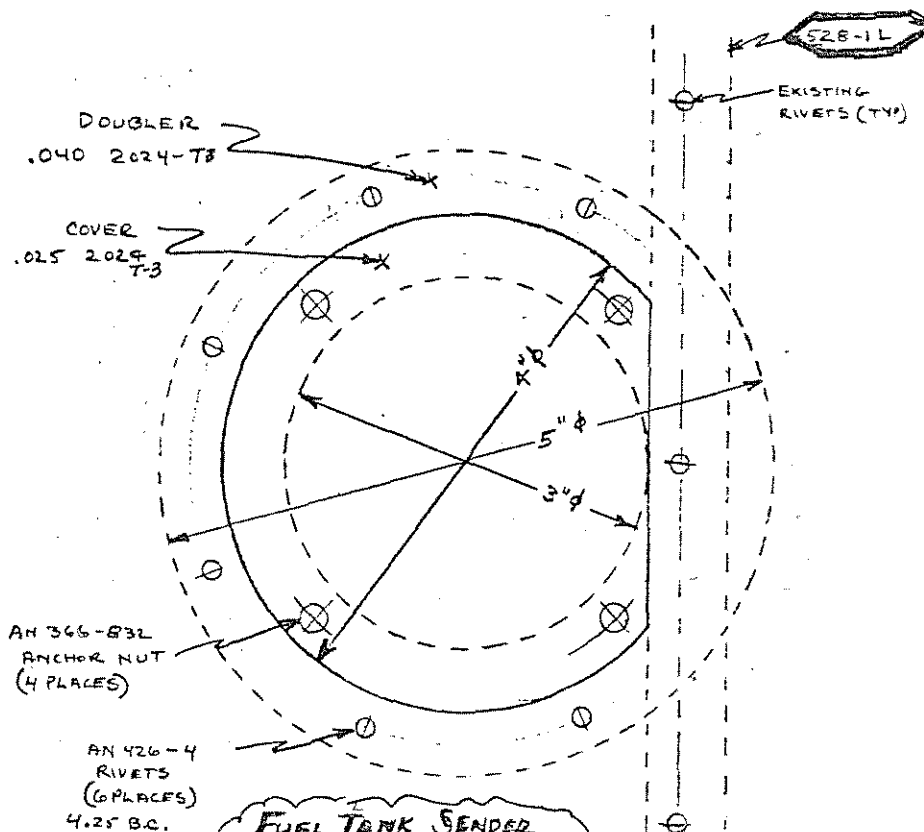 528-1L
EXISTING
RIVETS (TYP)
DOUBLER
.040 2024-T3
COVER
.025 2024
T-3
4"ϕ
5"ϕ
3"ϕ
AN 366-832
ANCHOR NUT
(4 PLACES)
AN 426-4
RIVETS
(6 PLACES)
4.25 B.C.
FUEL TANK SENDER